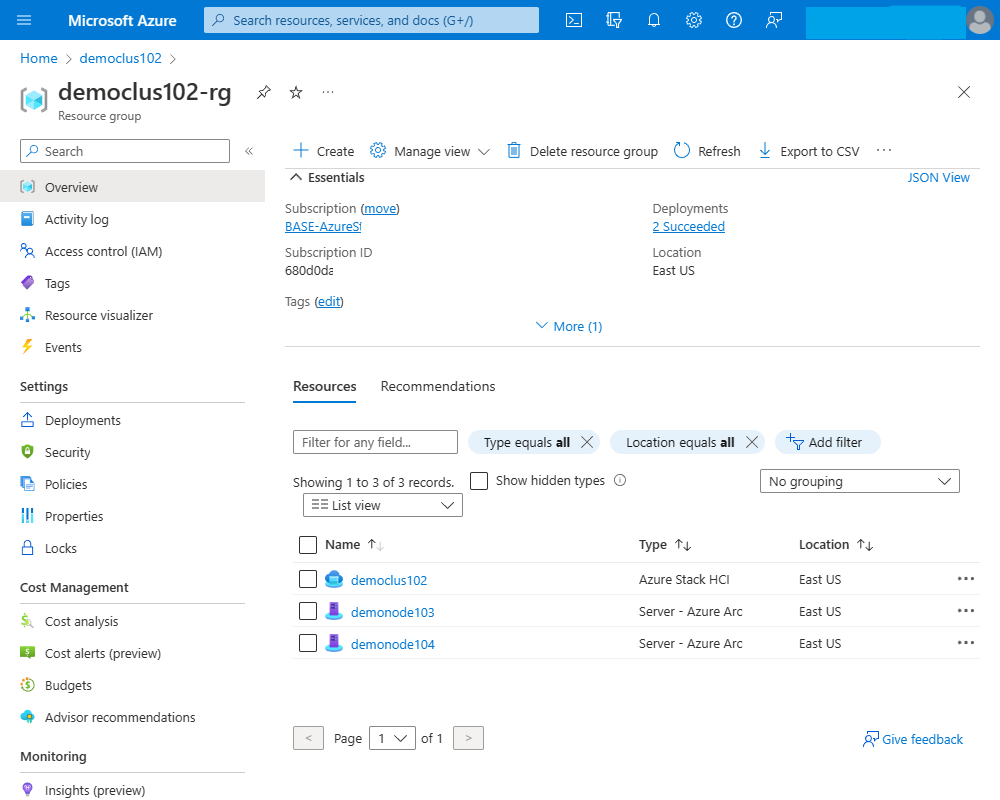 Microsoft Azure
Search resources, services, and docs (G+/)
Home > democlus102 >
democlus102-rg
Resource group
Search
Overview
Activity log
Access control (IAM)
Tags
Resource visualizer
Events
Settings
Deployments
Security
Policies
Properties
Locks
Cost Management
Cost analysis
Cost alerts (preview)
Budgets
Advisor recommendations
Monitoring
Insights (preview)
Create Manage view Delete resource group Refresh Export to CSV
Essentials JSON View
Subscription (move)
BASE-AzureSt
Subscription ID
680d0da
Tags (edit)
Deployments
2 Succeeded
Location
East US
More (1)
Resources Recommendations
Filter for any field... Type equals all Location equals all Add filter
Showing 1 to 3 of 3 records. Show hidden types No grouping
List view
Name Type Location
democlus102 Azure Stack HCI East US
demonode103 Server - Azure Arc East US
demonode104 Server - Azure Arc East US
< Page 1 of 1 >
Give feedback